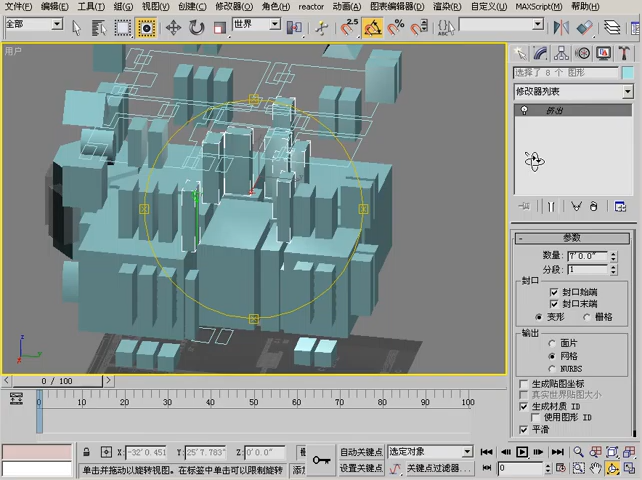 文件(F) 编辑(E) 工具(T) 组(G) 视图(V) 创建(C) 修改器(O) 角色(H) reactor 动画(A) 图表编辑器(D) 渲染(R) 自定义(U) MAXScript(M) 帮助(H)
全部 世界 2.5 %
用户
选择了 8 个 图形
修改器列表
挤出
参数
数量: 7'0.0"
分段: 1
封口
封口始端
封口末端
变形 栅格
输出
面片
网格
NURBS
生成贴图坐标
真实世界贴图大小
生成材质 ID
使用图形 ID
平滑
0 / 100
0 10 20 30 40 50 60 70 80 90 100
X: -32'0.451 Y: 25'7.783" Z: 0'0.0" 自动关键点 选定对象
单击并拖动以旋转视图。在标签中单击可以限制旋转 添加 设置关键点 关键点过滤器... 0